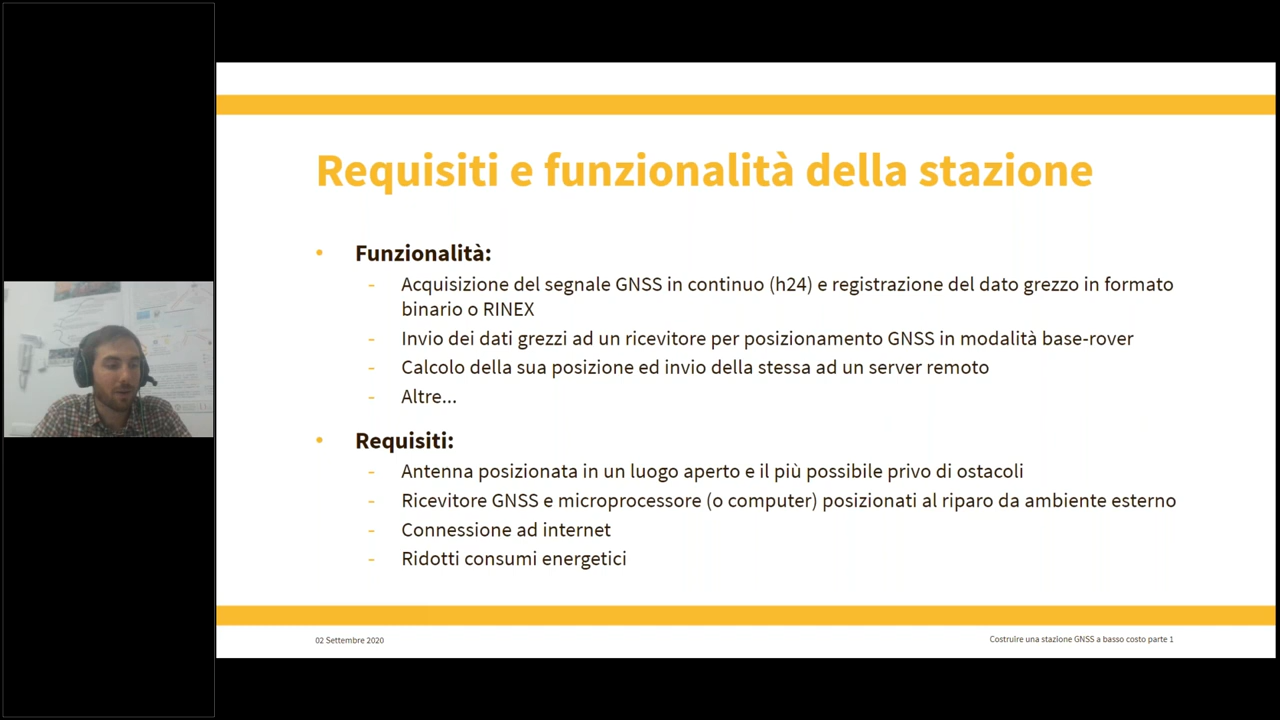 Requisiti e funzionalità della stazione
• Funzionalità:
- Acquisizione del segnale GNSS in continuo (h24) e registrazione del dato grezzo in formato
binario o RINEX
- Invio dei dati grezzi ad un ricevitore per posizionamento GNSS in modalità base-rover
- Calcolo della sua posizione ed invio della stessa ad un server remoto
- Altre...
• Requisiti:
- Antenna posizionata in un luogo aperto e il più possibile privo di ostacoli
- Ricevitore GNSS e microprocessore (o computer) posizionati al riparo da ambiente esterno
- Connessione ad internet
- Ridotti consumi energetici
02 Settembre 2020
Costruire una stazione GNSS a basso costo parte 1